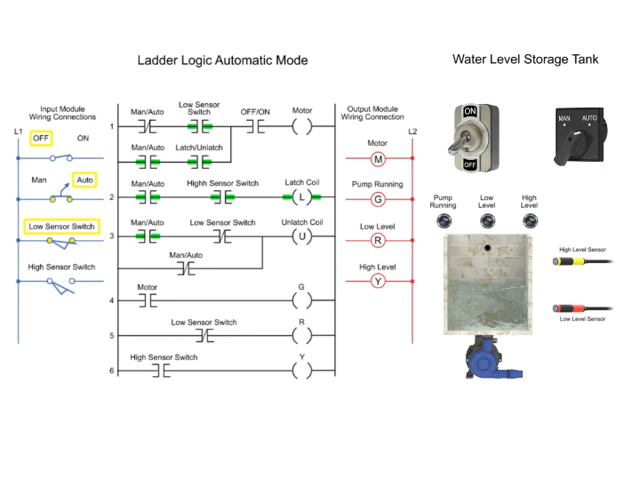 Ladder Logic Automatic Mode
Water Level Storage Tank
Input Module
Wiring Connections
L1
OFF
ON
Man
Auto
Low Sensor Switch
High Sensor Switch
1
Man/Auto
Low Sensor
Switch
OFF/ON
Motor
Man/Auto
Latch/Unlatch
2
Man/Auto
Highh Sensor Switch
Latch Coil
L
3
Man/Auto
Low Sensor Switch
Unlatch Coil
U
Man/Auto
4
Motor
G
5
Low Sensor Switch
R
6
High Sensor Switch
Y
Output Module
Wiring Connections
L2
Motor
M
Pump Running
G
Low Level
R
High Level
Y
ON
OFF
MAN
AUTO
Pump
Running
Low
Level
High
Level
High Level Sensor
Low Level Sensor